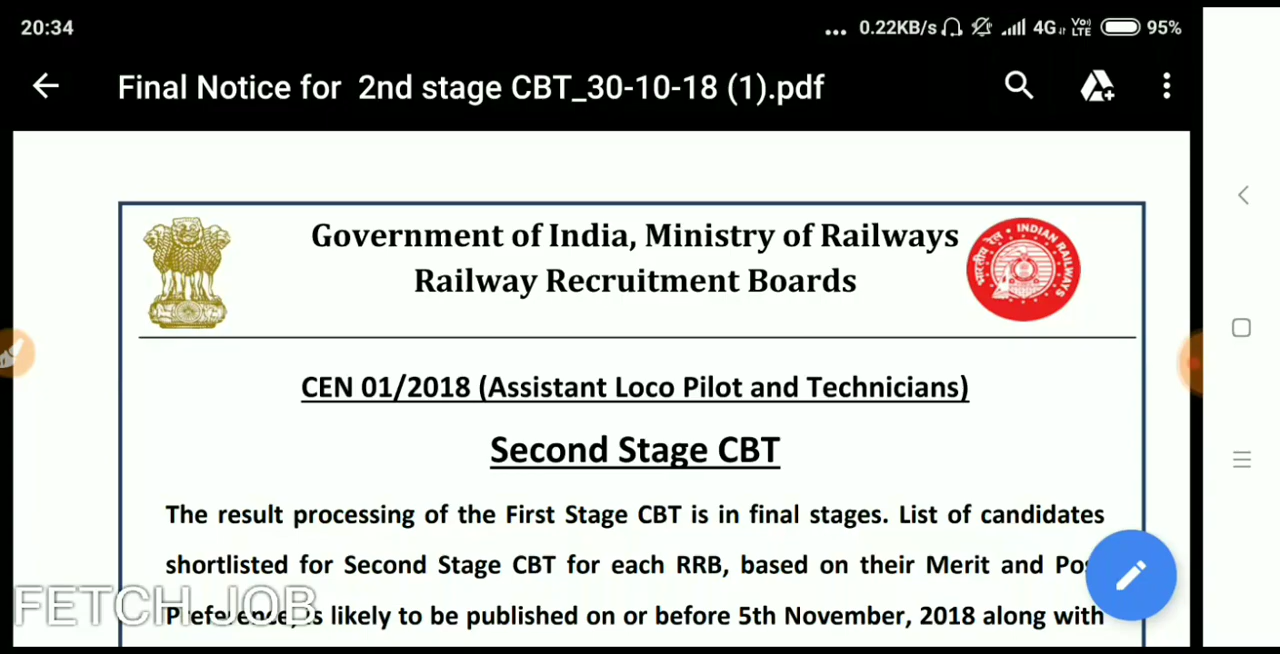 20:34
... 0.22KB/s 4G Vo) LTE 95%
Final Notice for 2nd stage CBT_30-10-18 (1).pdf
Government of India, Ministry of Railways
Railway Recruitment Boards
भारतीय रेल • INDIAN RAILWAYS
CEN 01/2018 (Assistant Loco Pilot and Technicians)
Second Stage CBT
The result processing of the First Stage CBT is in final stages. List of candidates
shortlisted for Second Stage CBT for each RRB, based on their Merit and
likely to be published on or before 5th November, 2018 along with
FETCH JOB